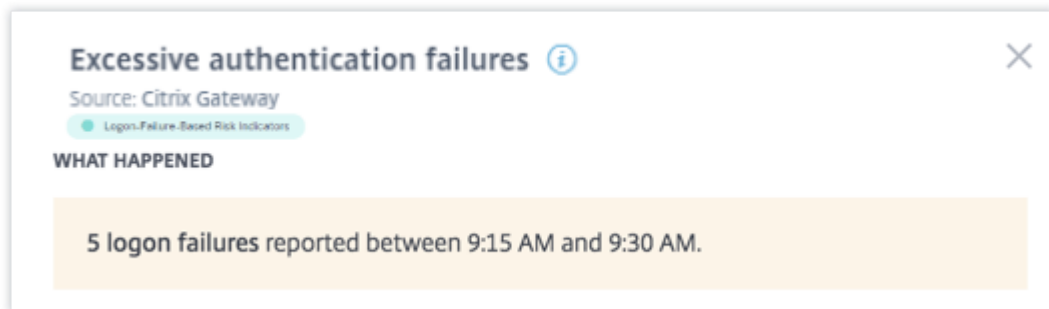 Excessive authentication failures
Source: Citrix Gateway
Logon-Failure-Based Risk Indicators
WHAT HAPPENED
5 logon failures reported between 9:15 AM and 9:30 AM.